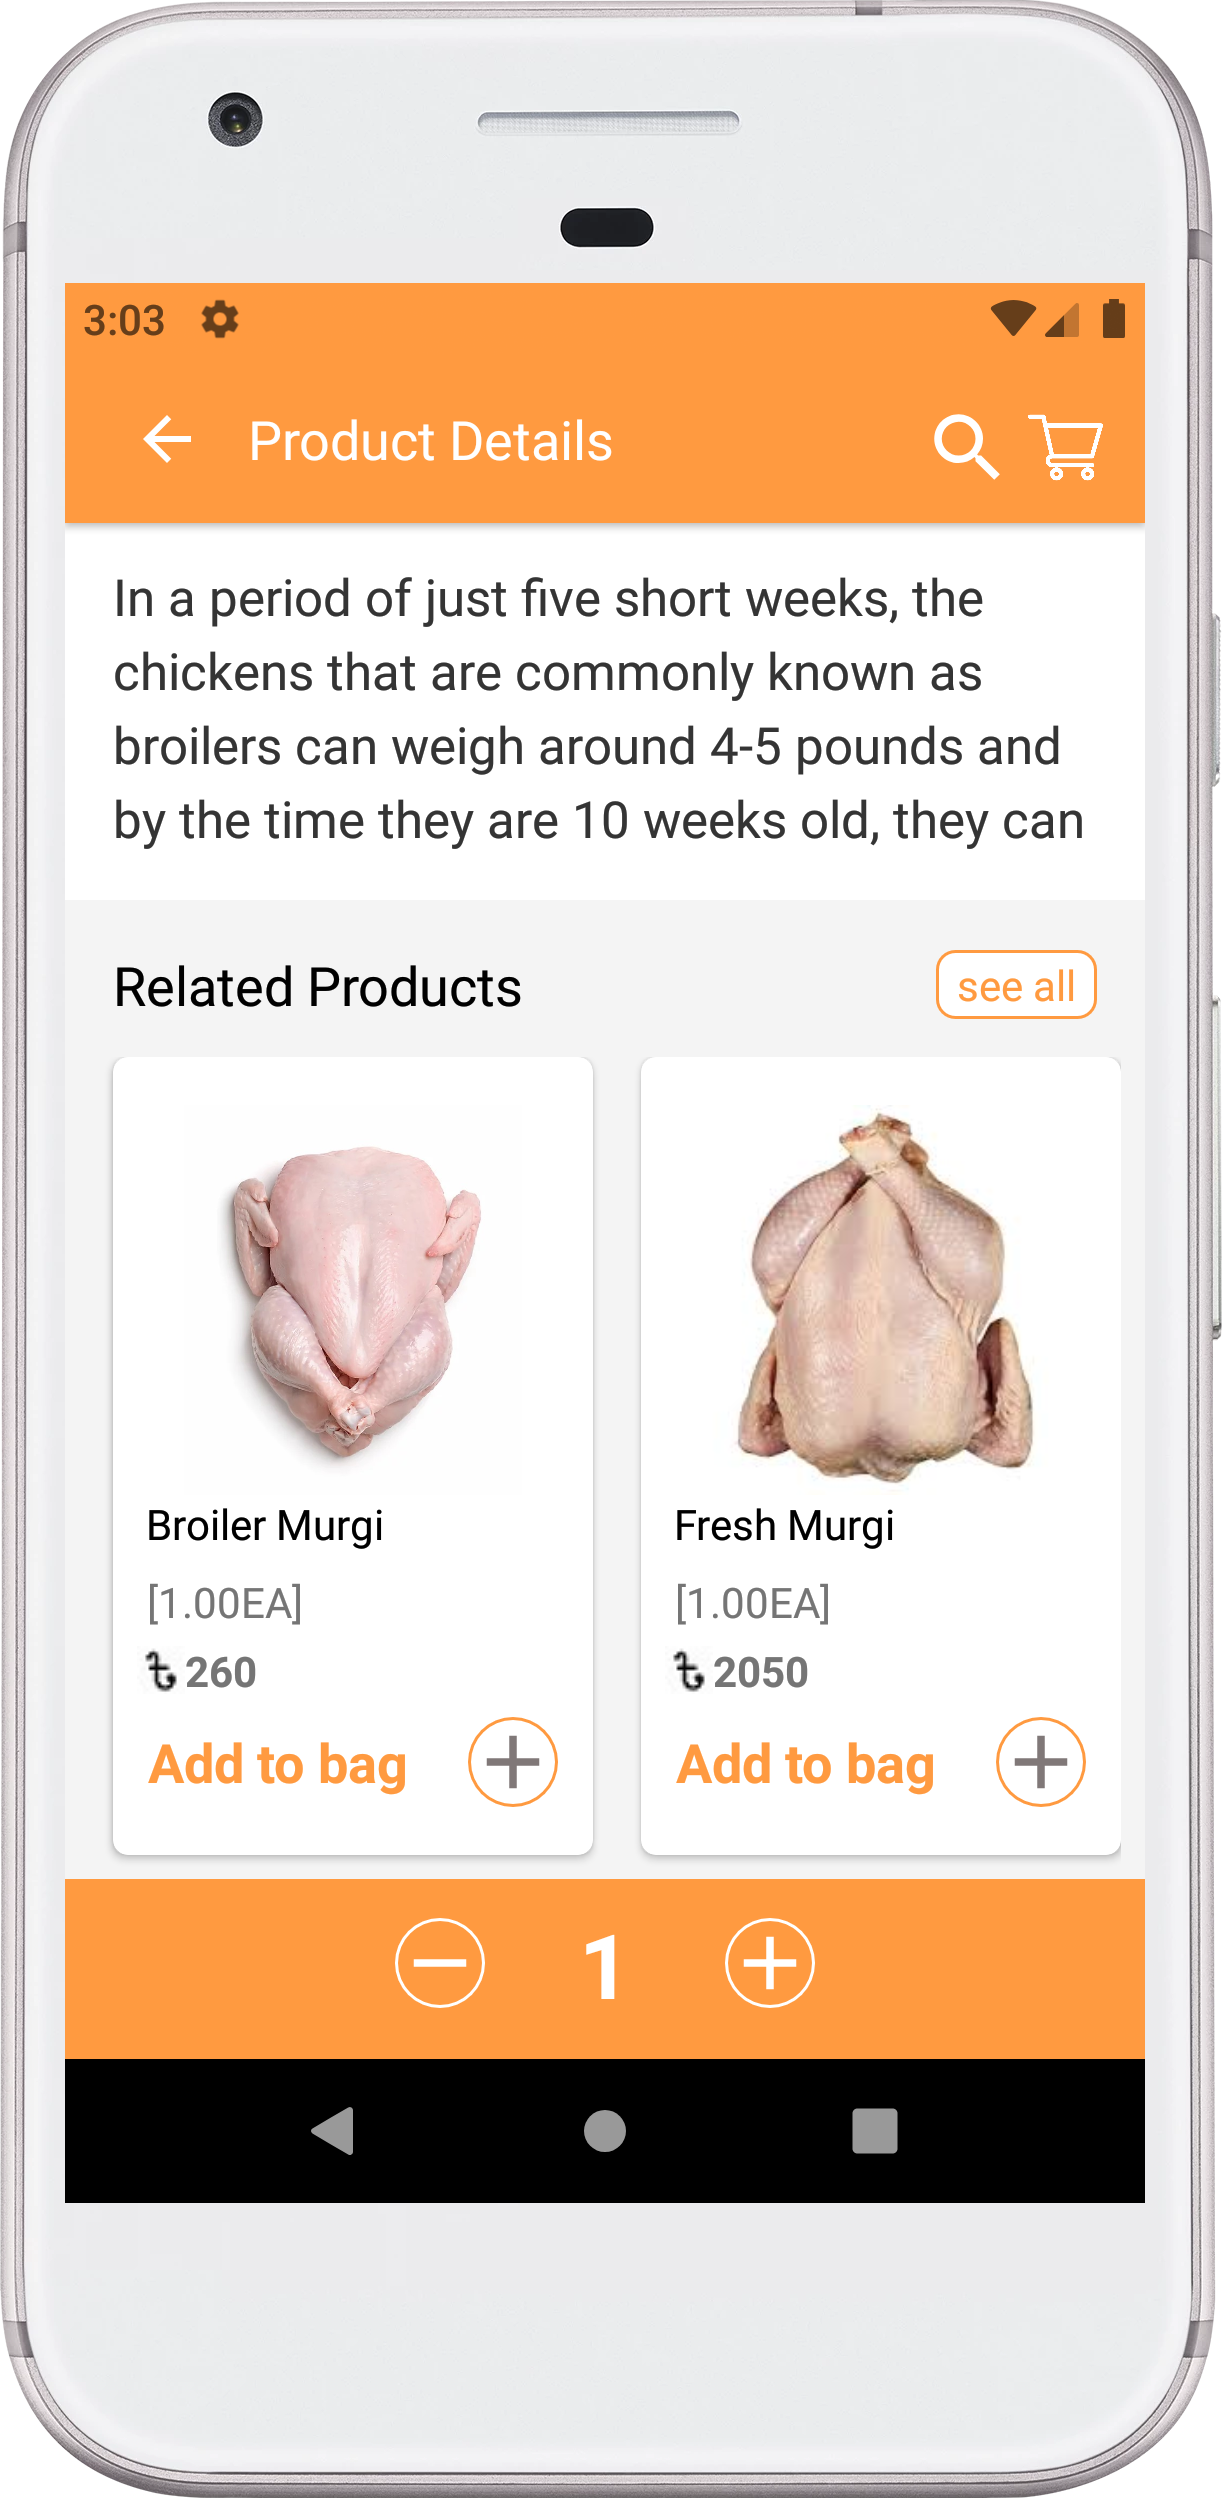 3:03
Product Details
In a period of just five short weeks, the
chickens that are commonly known as
broilers can weigh around 4-5 pounds and
by the time they are 10 weeks old, they can
Related Products
see all
Broiler Murgi
[1.00EA]
৳ 260
Add to bag
Fresh Murgi
[1.00EA]
৳ 2050
Add to bag
1